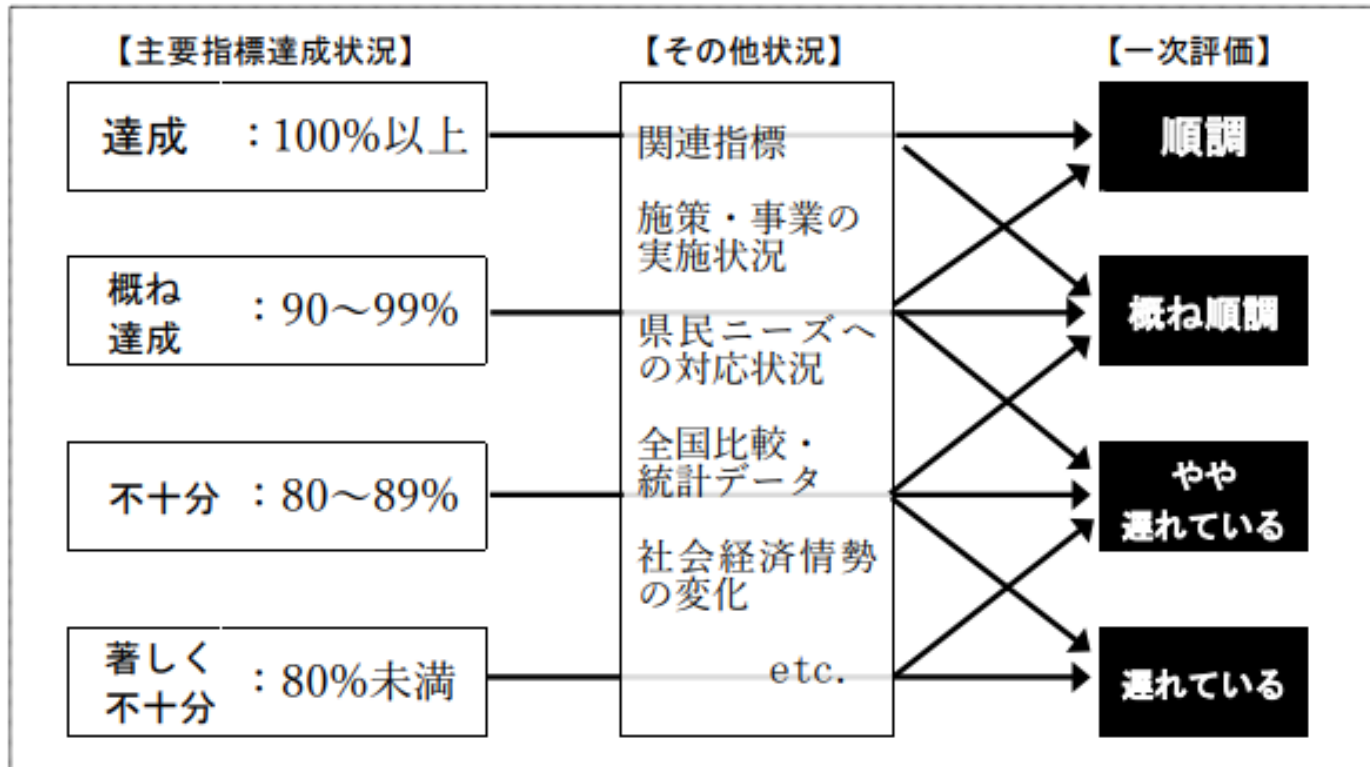 【主要指標達成状況】
達成 ：100%以上
概ね
達成 ：90～99%
不十分 ：80～89%
著しく
不十分 ：80%未満
【その他状況】
関連指標
施策・事業の
実施状況
県民ニーズへ
の対応状況
全国比較・
統計データ
社会経済情勢
の変化
etc.
【一次評価】
順調
概ね順調
やや
遅れている
遅れている